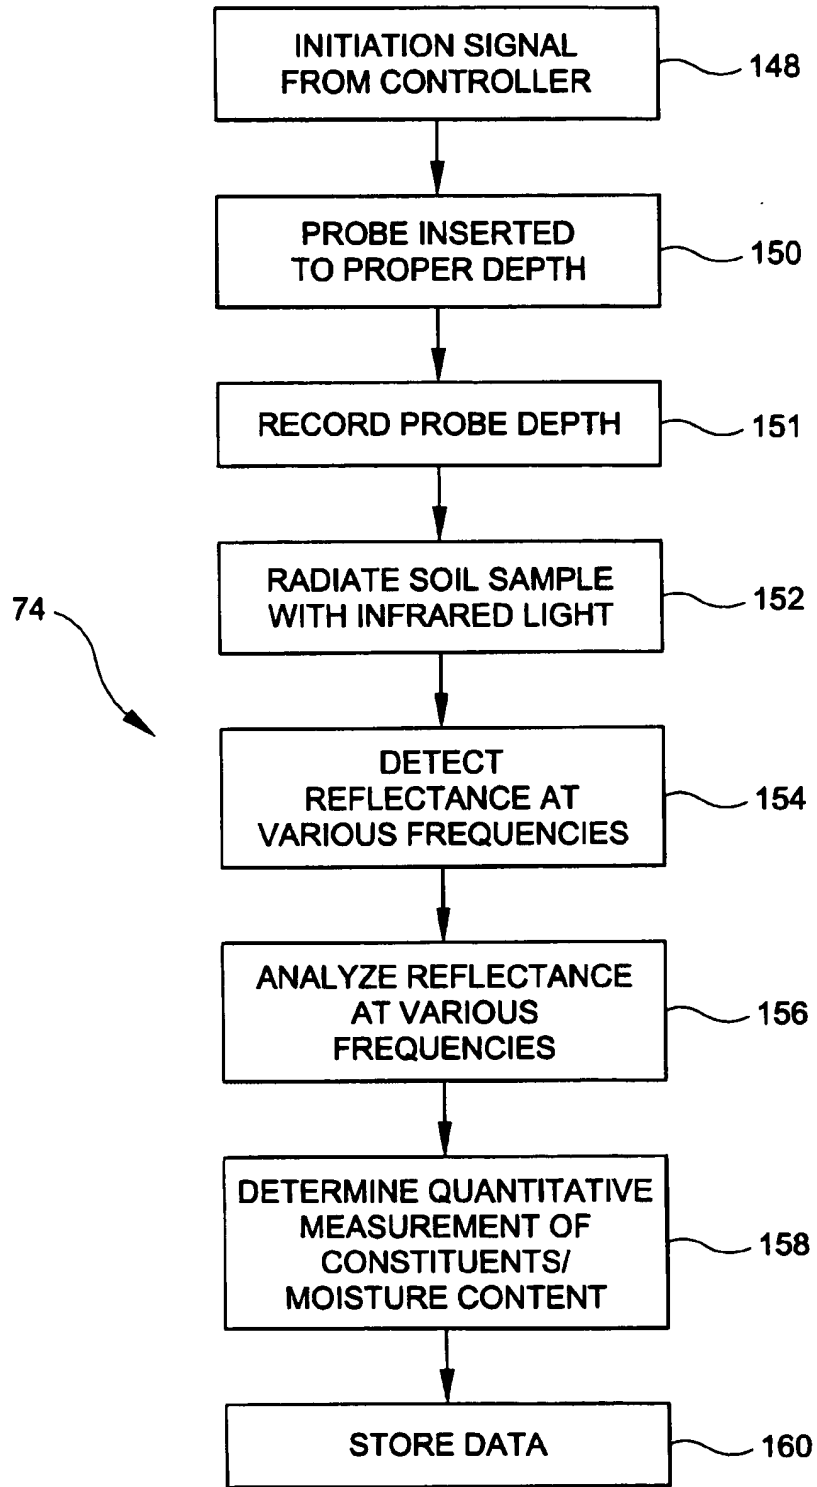 INITIATION SIGNAL
FROM CONTROLLER
148
PROBE INSERTED
TO PROPER DEPTH
150
RECORD PROBE DEPTH
151
RADIATE SOIL SAMPLE
WITH INFRARED LIGHT
152
74
DETECT
REFLECTANCE AT
VARIOUS FREQUENCIES
154
ANALYZE REFLECTANCE
AT VARIOUS
FREQUENCIES
156
DETERMINE QUANTITATIVE
MEASUREMENT OF
CONSTITUENTS/
MOISTURE CONTENT
158
STORE DATA
160